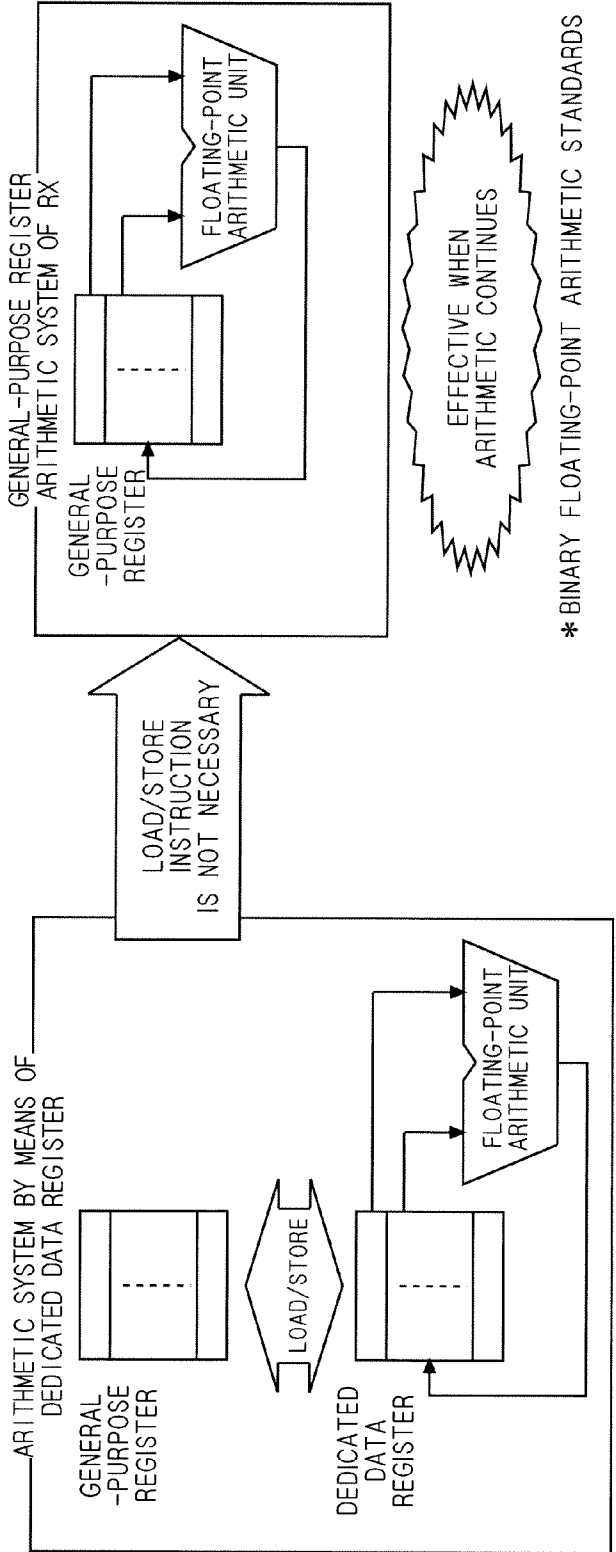 ARITHMETIC SYSTEM BY MEANS OF
DEDICATED DATA REGISTER
GENERAL
-PURPOSE
REGISTER
LOAD/STORE
DEDICATED
DATA
REGISTER
FLOATING-POINT
ARITHMETIC UNIT
LOAD/STORE
INSTRUCTION
IS NOT NECESSARY
GENERAL-PURPOSE REGISTER
ARITHMETIC SYSTEM OF RX
GENERAL
-PURPOSE
REGISTER
FLOATING-POINT
ARITHMETIC UNIT
EFFECTIVE WHEN
ARITHMETIC CONTINUES
*BINARY FLOATING-POINT ARITHMETIC STANDARDS